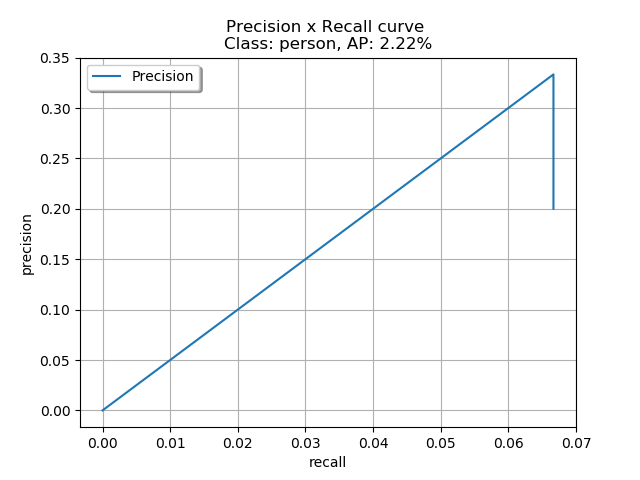 Precision x Recall curve
Class: person, AP: 2.22%
Precision
0.35
0.30
0.25
0.20
0.15
0.10
0.05
0.00
precision
0.00 0.01 0.02 0.03 0.04 0.05 0.06 0.07
recall